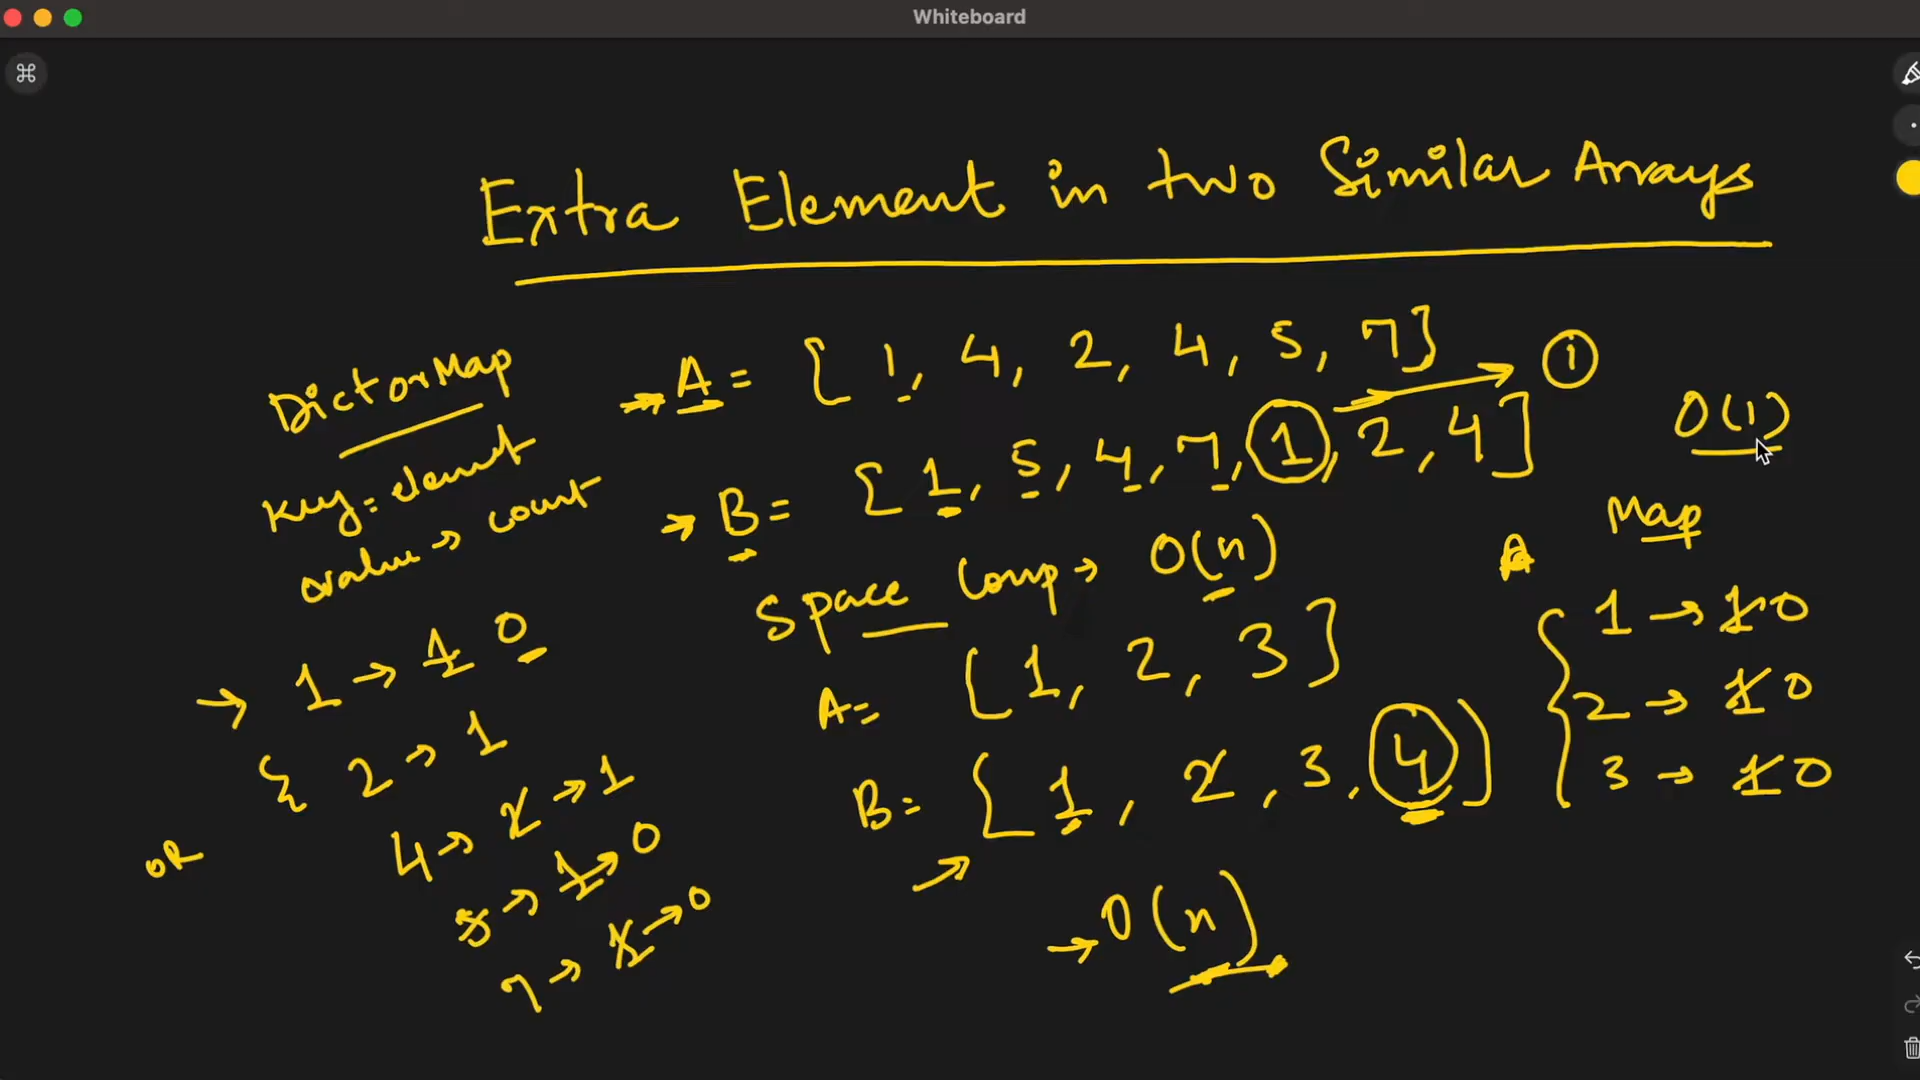 Whiteboard
Extra Element in two Similar Arrays
A = [ 1, 4, 2, 4, 5, 7]
→ 1
B = [ 1, 5, 4, 7, 1, 2, 4]
O(1)
Dict or Map
Key = element
value → count
1 → 1 0
{ 2 → 1
4 → 2 → 1
5 → 1 → 0
7 → 1 → 0
OR
Space Comp → O(n)
A = [1, 2, 3]
B = [1, 2, 3, 4]
→ O(n)
Map
A
1 → 1 0
2 → 1 0
3 → 1 0